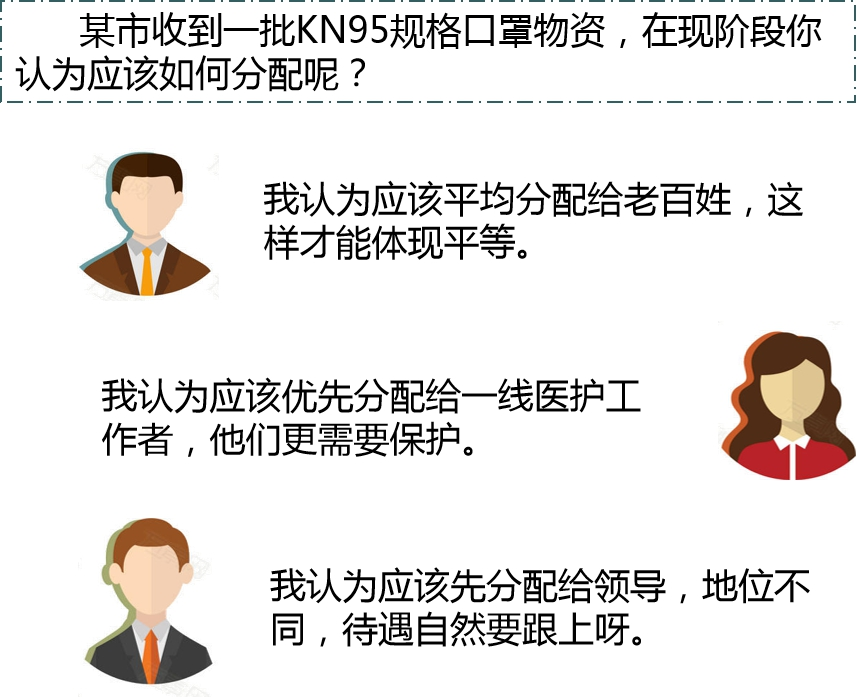 某市收到一批KN95规格口罩物资，在现阶段你
认为应该如何分配呢？
我认为应该平均分配给老百姓，这
样才能体现平等。
我认为应该优先分配给一线医护工
作者，他们更需要保护。
我认为应该先分配给领导，地位不
同，待遇自然要跟上呀。